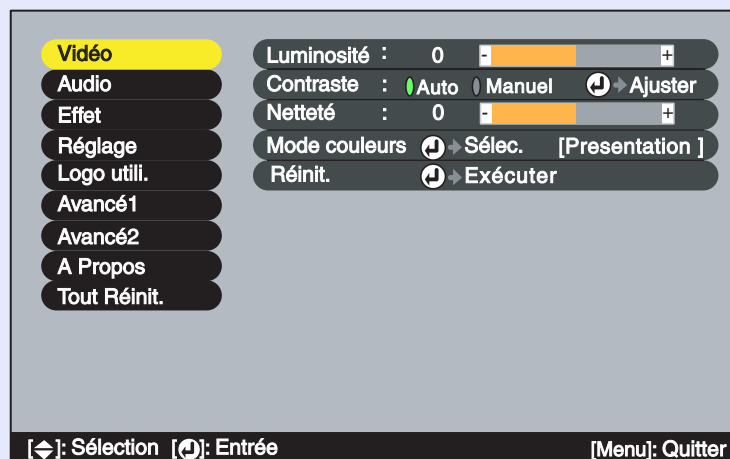 Vidéo
Audio
Effet
Réglage
Logo utili.
Avancé1
Avancé2
A Propos
Tout Réinit.
Luminosité : 0 - +
Contraste : Auto Manuel Ajuster
Netteté : 0 - +
Mode couleurs Sélec. [Presentation ]
Réinit. Exécuter
[ ]: Sélection [ ]: Entrée [Menu]: Quitter